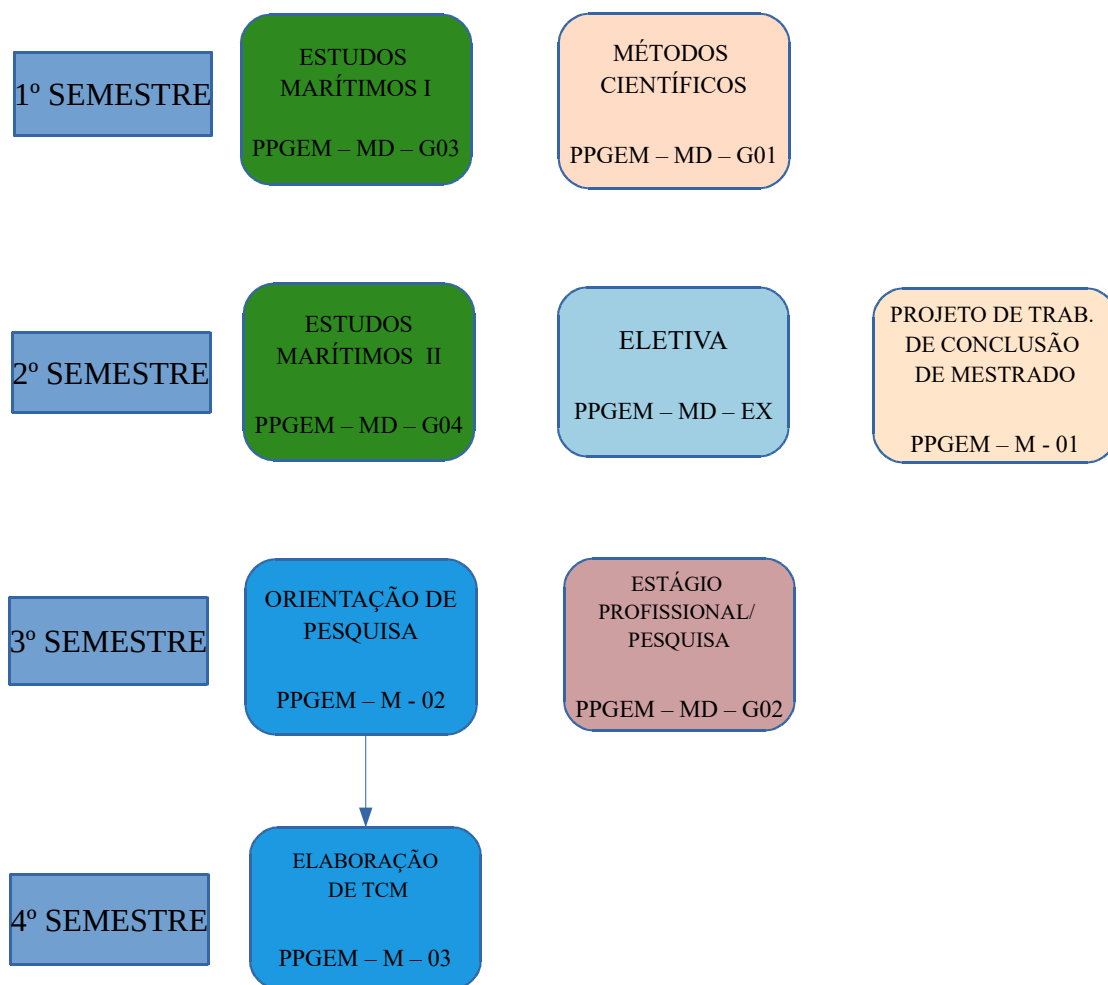 1º SEMESTRE
ESTUDOS
MARÍTIMOS I
PPGEM – MD – G03
MÉTODOS
CIENTÍFICOS
PPGEM – MD – G01
2º SEMESTRE
ESTUDOS
MARÍTIMOS II
PPGEM – MD – G04
ELETIVA
PPGEM – MD – EX
PROJETO DE TRAB.
DE CONCLUSÃO
DE MESTRADO
PPGEM – M - 01
3º SEMESTRE
ORIENTAÇÃO DE
PESQUISA
PPGEM – M - 02
ESTÁGIO
PROFISSIONAL/
PESQUISA
PPGEM – MD – G02
4º SEMESTRE
ELABORAÇÃO
DE TCM
PPGEM – M – 03